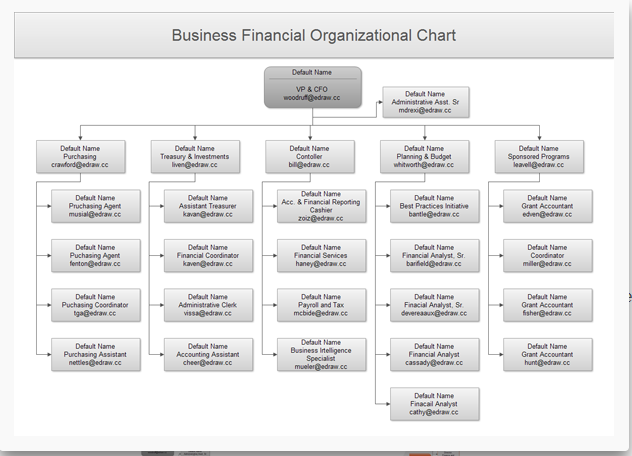 Business Financial Organizational Chart
Default Name
VP & CFO
woodruff@edraw.cc
Default Name
Administrative Asst. Sr
mdrexi@edraw.cc
Default Name
Purchasing
crawford@edraw.cc
Default Name
Treasury & Investments
liven@edraw.cc
Default Name
Contoller
bill@edraw.cc
Default Name
Planning & Budget
whitworth@edraw.cc
Default Name
Sponsored Programs
leavell@edraw.cc
Default Name
Pruchasing Agent
musial@edraw.cc
Default Name
Assistant Treasurer
kavan@edraw.cc
Default Name
Acc. & Financial Reporting
Cashier
zoiz@edraw.cc
Default Name
Best Practices Initiative
bantle@edraw.cc
Default Name
Grant Accountant
edven@edraw.cc
Default Name
Puchasing Agent
fenton@edraw.cc
Default Name
Financial Coordinator
kaven@edraw.cc
Default Name
Financial Services
haney@edraw.cc
Default Name
Financial Analyst, Sr.
barifield@edraw.cc
Default Name
Coordinator
miller@edraw.cc
Default Name
Puchasing Coordinator
tga@edraw.cc
Default Name
Administrative Clerk
vissa@edraw.cc
Default Name
Payroll and Tax
mcbide@edraw.cc
Default Name
Finacial Analyst, Sr.
devereaaux@edraw.cc
Default Name
Grant Accountant
fisher@edraw.cc
Default Name
Purchasing Assistant
nettles@edraw.cc
Default Name
Accounting Assistant
cheer@edraw.cc
Default Name
Business Itelligence
Specialist
mueler@edraw.cc
Default Name
Financial Analyst
cassady@edraw.cc
Default Name
Grant Accountant
hunt@edraw.cc
Default Name
Finacail Analyst
cathy@edraw.cc